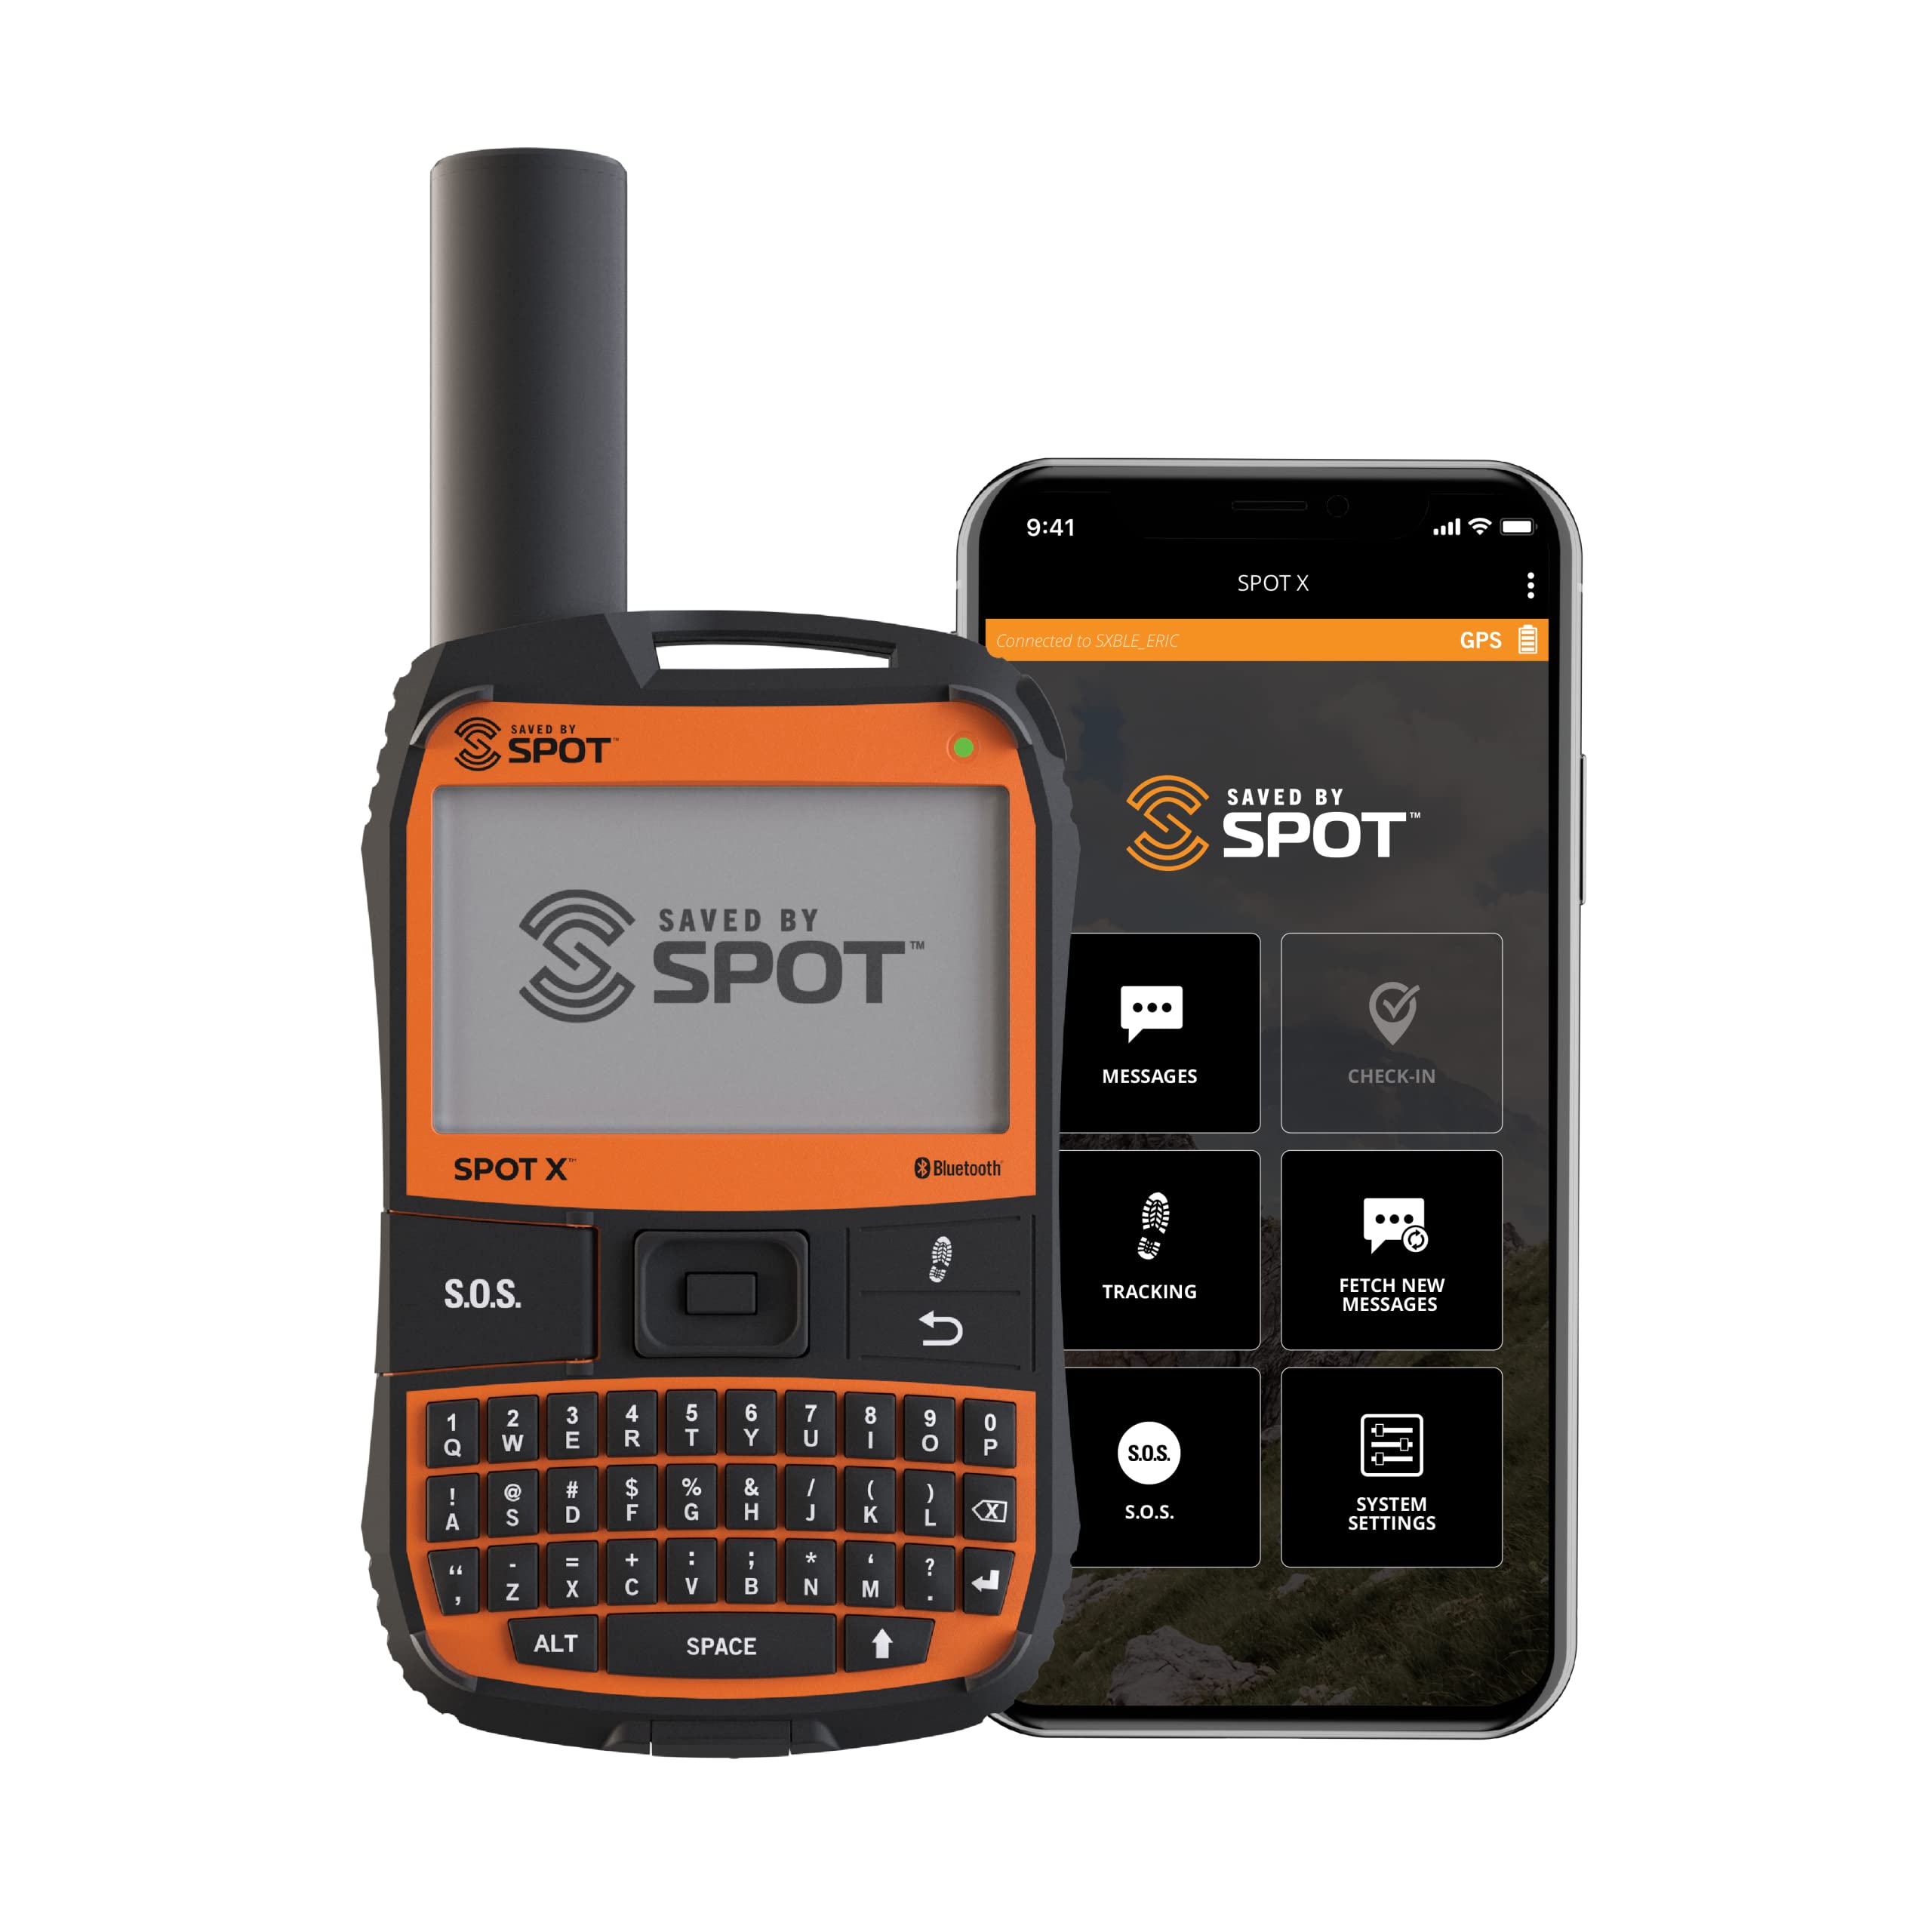 SAVED BY
SPOT™
SAVED BY
SPOT™
SPOT X™
Bluetooth
S.O.S.
1 2 3 4 5 6 7 8 9 0
Q W E R T Y U I O P
! @ # $ % & / ( )
A S D F G H J K L
X
“ - = + : ; * ‘ ?
, Z X C V B N M .
ALT SPACE
9:41
SPOT X
Connected to SXBLE_ERIC GPS
SAVED BY
SPOT™
MESSAGES
CHECK-IN
TRACKING
FETCH NEW
MESSAGES
S.O.S.
S.O.S.
SYSTEM
SETTINGS